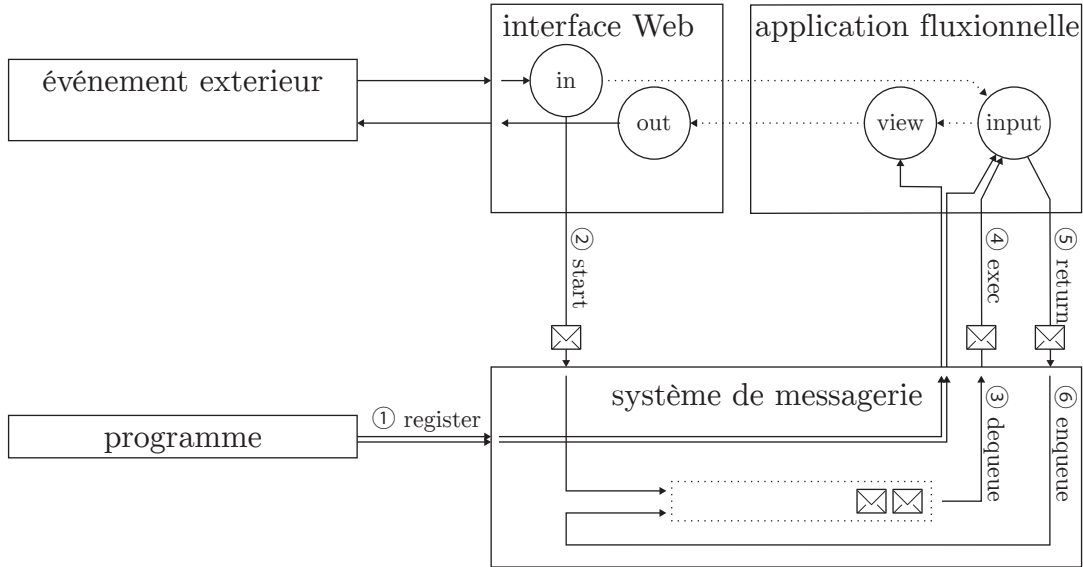 interface Web
application fluxionnelle
événement exterieur
in
out
view
input
② start
④ exec
⑤ return
système de messagerie
① register
programme
③ dequeue
⑥ enqueue